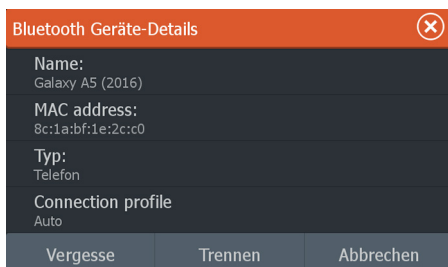 Bluetooth Geräte-Details
Name:
Galaxy A5 (2016)
MAC address:
8c:1a:bf:1e:2c:c0
Typ:
Telefon
Connection profile
Auto
Vergesse Trennen Abbrechen